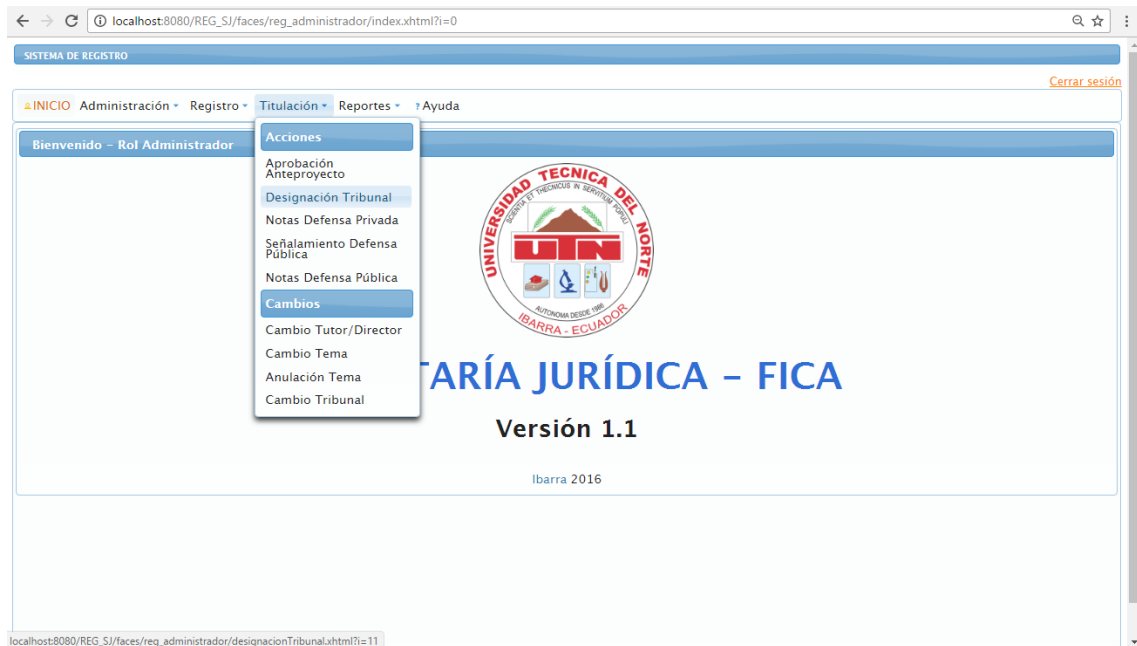 localhost:8080/REG_SJ/faces/reg_administrador/index.xhtml?i=0
SISTEMA DE REGISTRO
Cerrar sesión
INICIO Administración Registro Titulación Reportes ? Ayuda
Bienvenido - Rol Administrador
Acciones
Aprobación
Anteproyecto
Designación Tribunal
Notas Defensa Privada
Señalamiento Defensa
Pública
Notas Defensa Pública
Cambios
Cambio Tutor/Director
Cambio Tema
Anulación Tema
Cambio Tribunal
UNIVERSIDAD TECNICA DEL NORTE
SCIENTIA ET THECNICUS IN SERVITIUM POPULI
UTN
AUTONOMA DESDE 1986
IBARRA - ECUADOR
TARÍA JURÍDICA - FICA
Versión 1.1
Ibarra 2016
localhost:8080/REG_SJ/faces/reg_administrador/designacionTribunal.xhtml?i=11